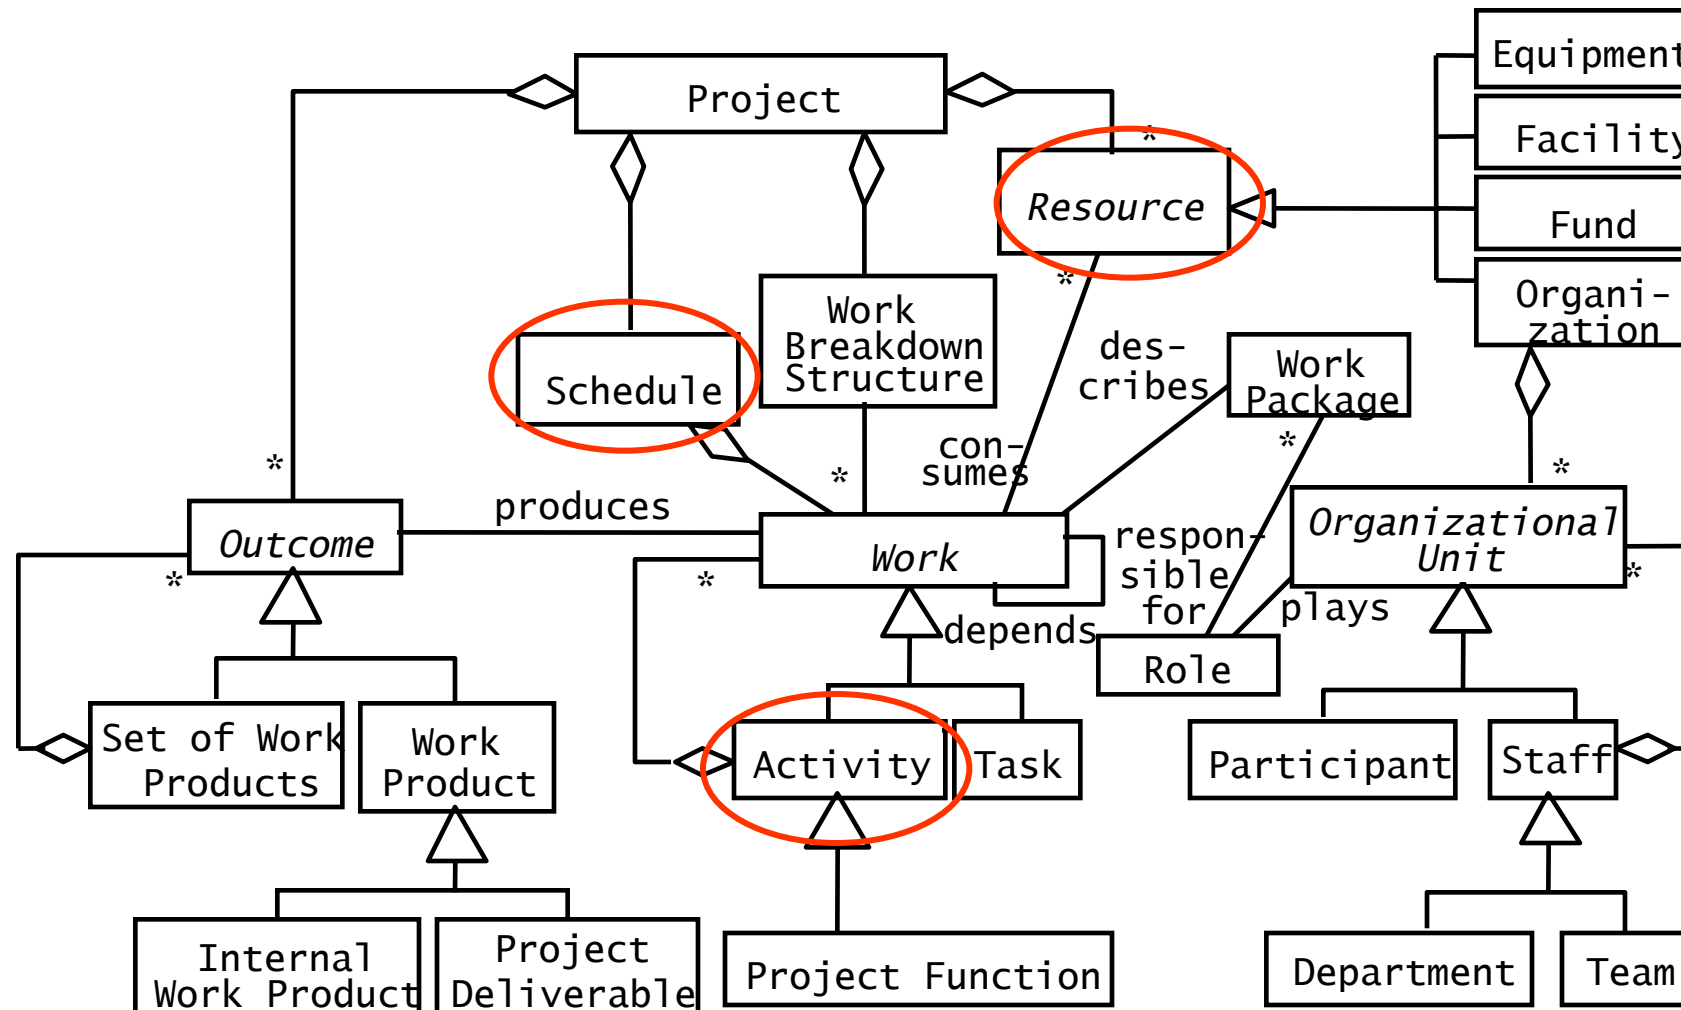 Equipment
Project
Facility
*
Resource
Fund
*
Organi-
zation
Work
Breakdown
Structure
des-
cribes
Work
Package
Schedule
*
con-
sumes
*
*
*
produces
Organizational
Unit
Outcome
Work
respon-
sible
for
*
*
*
plays
depends
Role
Set of Work
Products
Work
Product
Activity
Task
Participant
Staff
Internal
Work Product
Project
Deliverable
Project Function
Department
Team